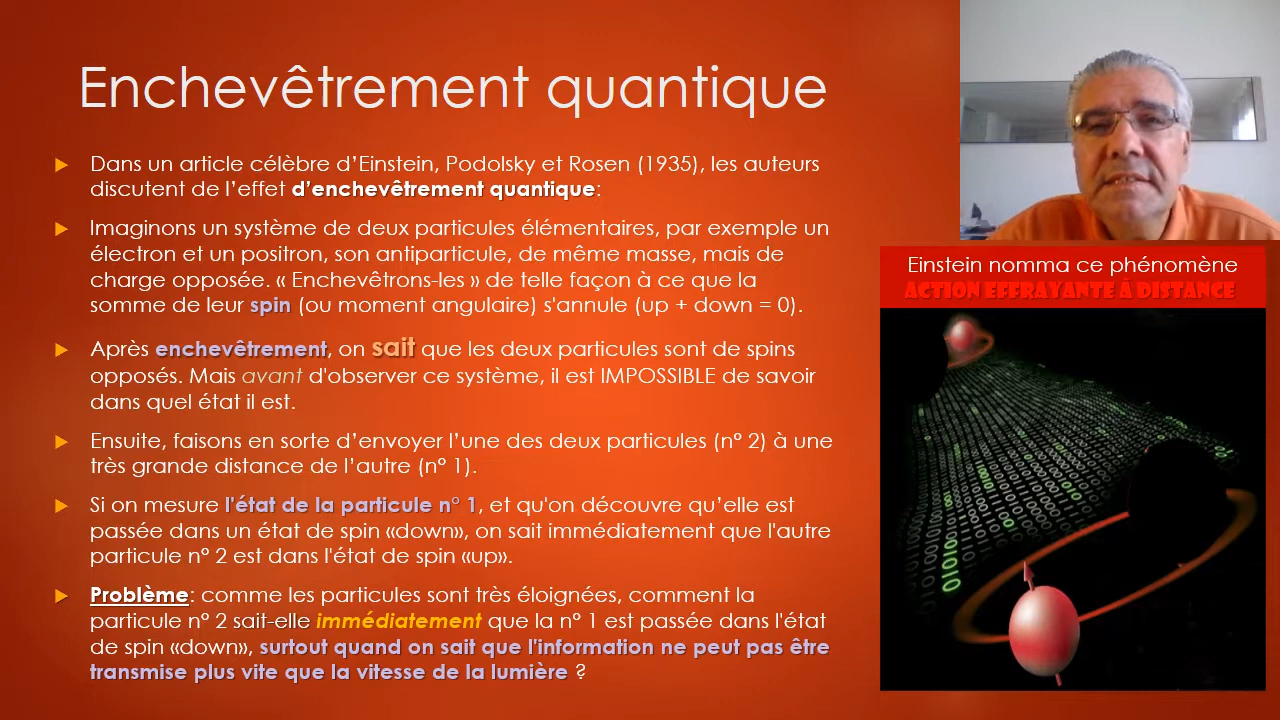 Enchevêtrement quantique
Dans un article célèbre d’Einstein, Podolsky et Rosen (1935), les auteurs
discutent de l’effet d’enchevêtrement quantique:
Imaginons un système de deux particules élémentaires, par exemple un
électron et un positron, son antiparticule, de même masse, mais de
charge opposée. « Enchevêtrons-les » de telle façon à ce que la
somme de leur spin (ou moment angulaire) s'annule (up + down = 0).
Après enchevêtrement, on sait que les deux particules sont de spins
opposés. Mais avant d'observer ce système, il est IMPOSSIBLE de savoir
dans quel état il est.
Ensuite, faisons en sorte d’envoyer l’une des deux particules (n° 2) à une
très grande distance de l’autre (n° 1).
Si on mesure l'état de la particule n° 1, et qu'on découvre qu’elle est
passée dans un état de spin «down», on sait immédiatement que l'autre
particule n° 2 est dans l'état de spin «up».
Problème: comme les particules sont très éloignées, comment la
particule n° 2 sait-elle immédiatement que la n° 1 est passée dans l'état
de spin «down», surtout quand on sait que l'information ne peut pas être
transmise plus vite que la vitesse de la lumière ?
Einstein nomma ce phénomène
ACTION EFFRAYANTE À DISTANCE